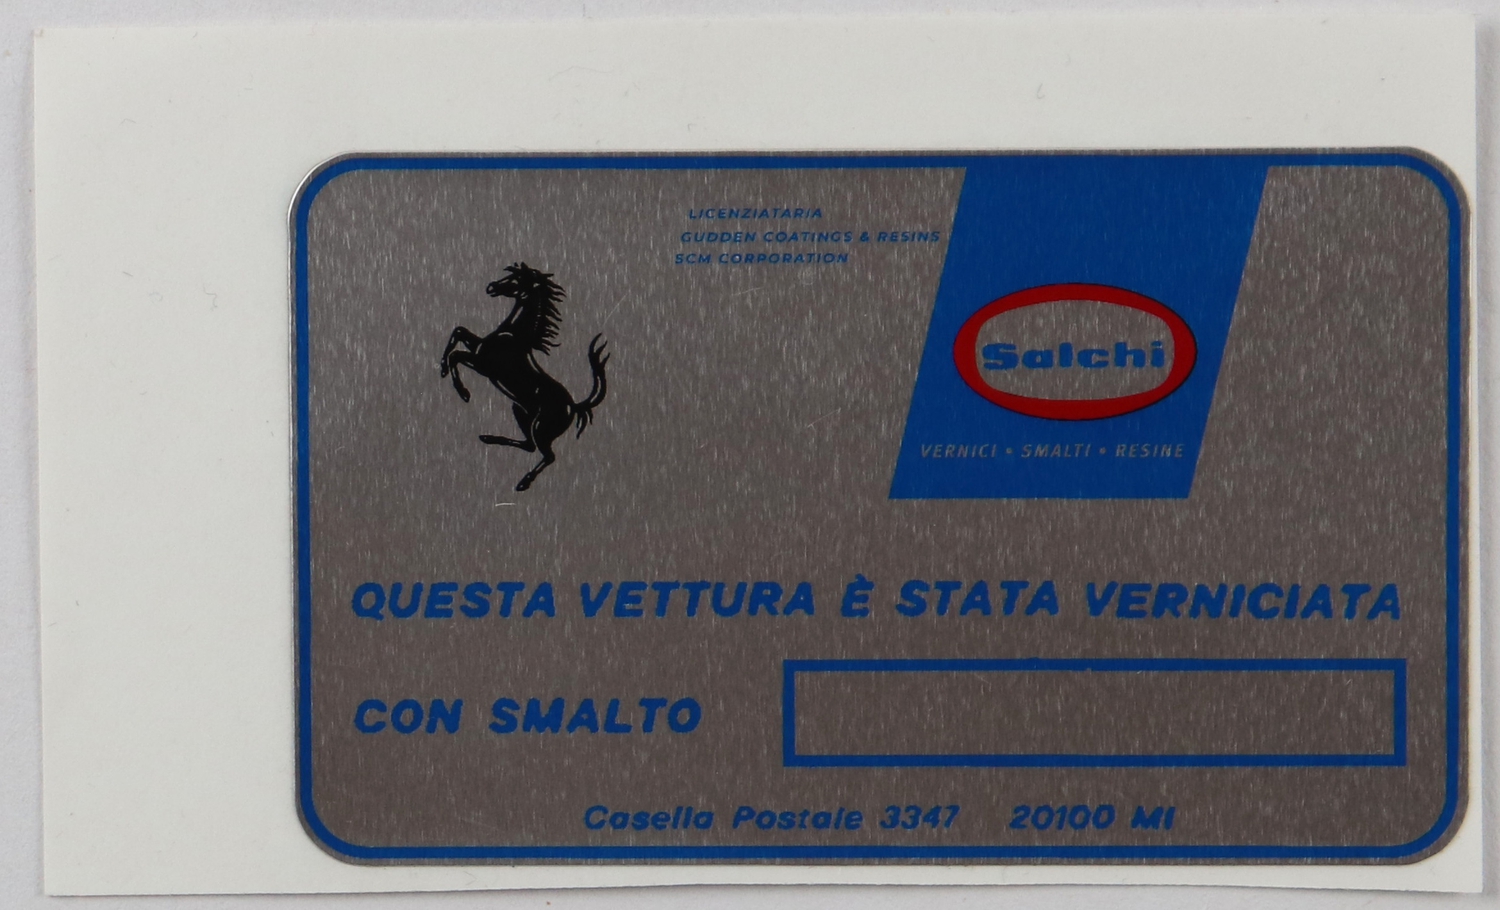 LICENZIATARIA
GUDDEN COATINGS & RESINS
SCM CORPORATION
Salchi
VERNICI • SMALTI • RESINE
QUESTA VETTURA È STATA VERNICIATA
CON SMALTO
Casella Postale 3347 20100 MI